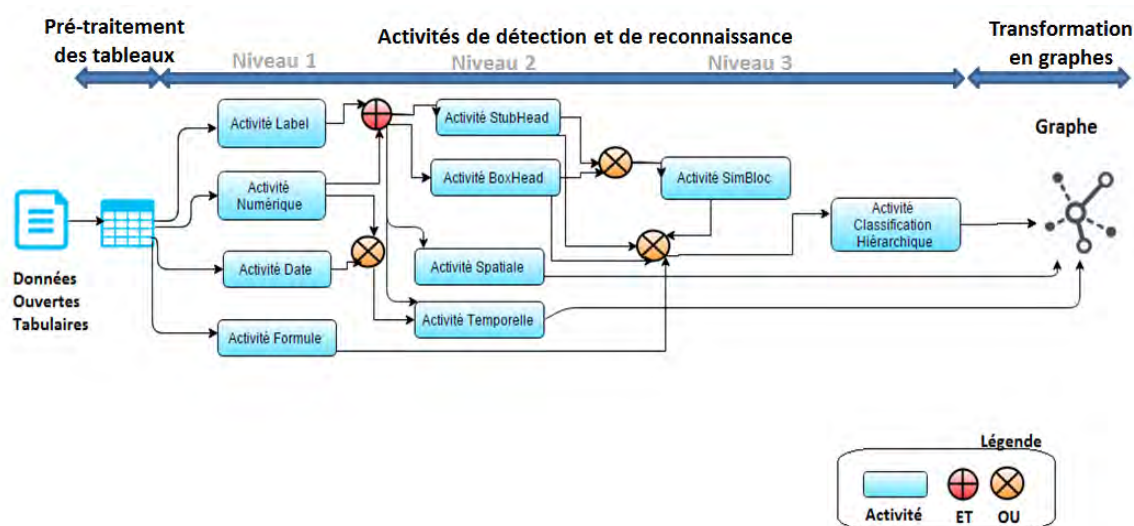 Pré-traitement
des tableaux
Activités de détection et de reconnaissance
Transformation
en graphes
Niveau 1
Niveau 2
Niveau 3
Activité Label
Activité StubHead
Graphe
Activité BoxHead
Activité SimBloc
Activité
Numérique
Activité
Classification
Hiérarchique
Activité Date
Activité Spatiale
Données
Ouvertes
Tabulaires
Activité Temporelle
Activité Formule
Légende
Activité
ET
OU